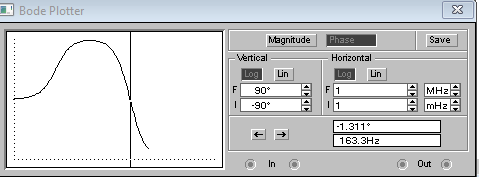 Bode Plotter
Magnitude Phase Save
Vertical Horizontal
Log Lin Log Lin
F 90° F 1 MHz
I -90° I 1 mHz
-1.311°
163.3Hz
In Out